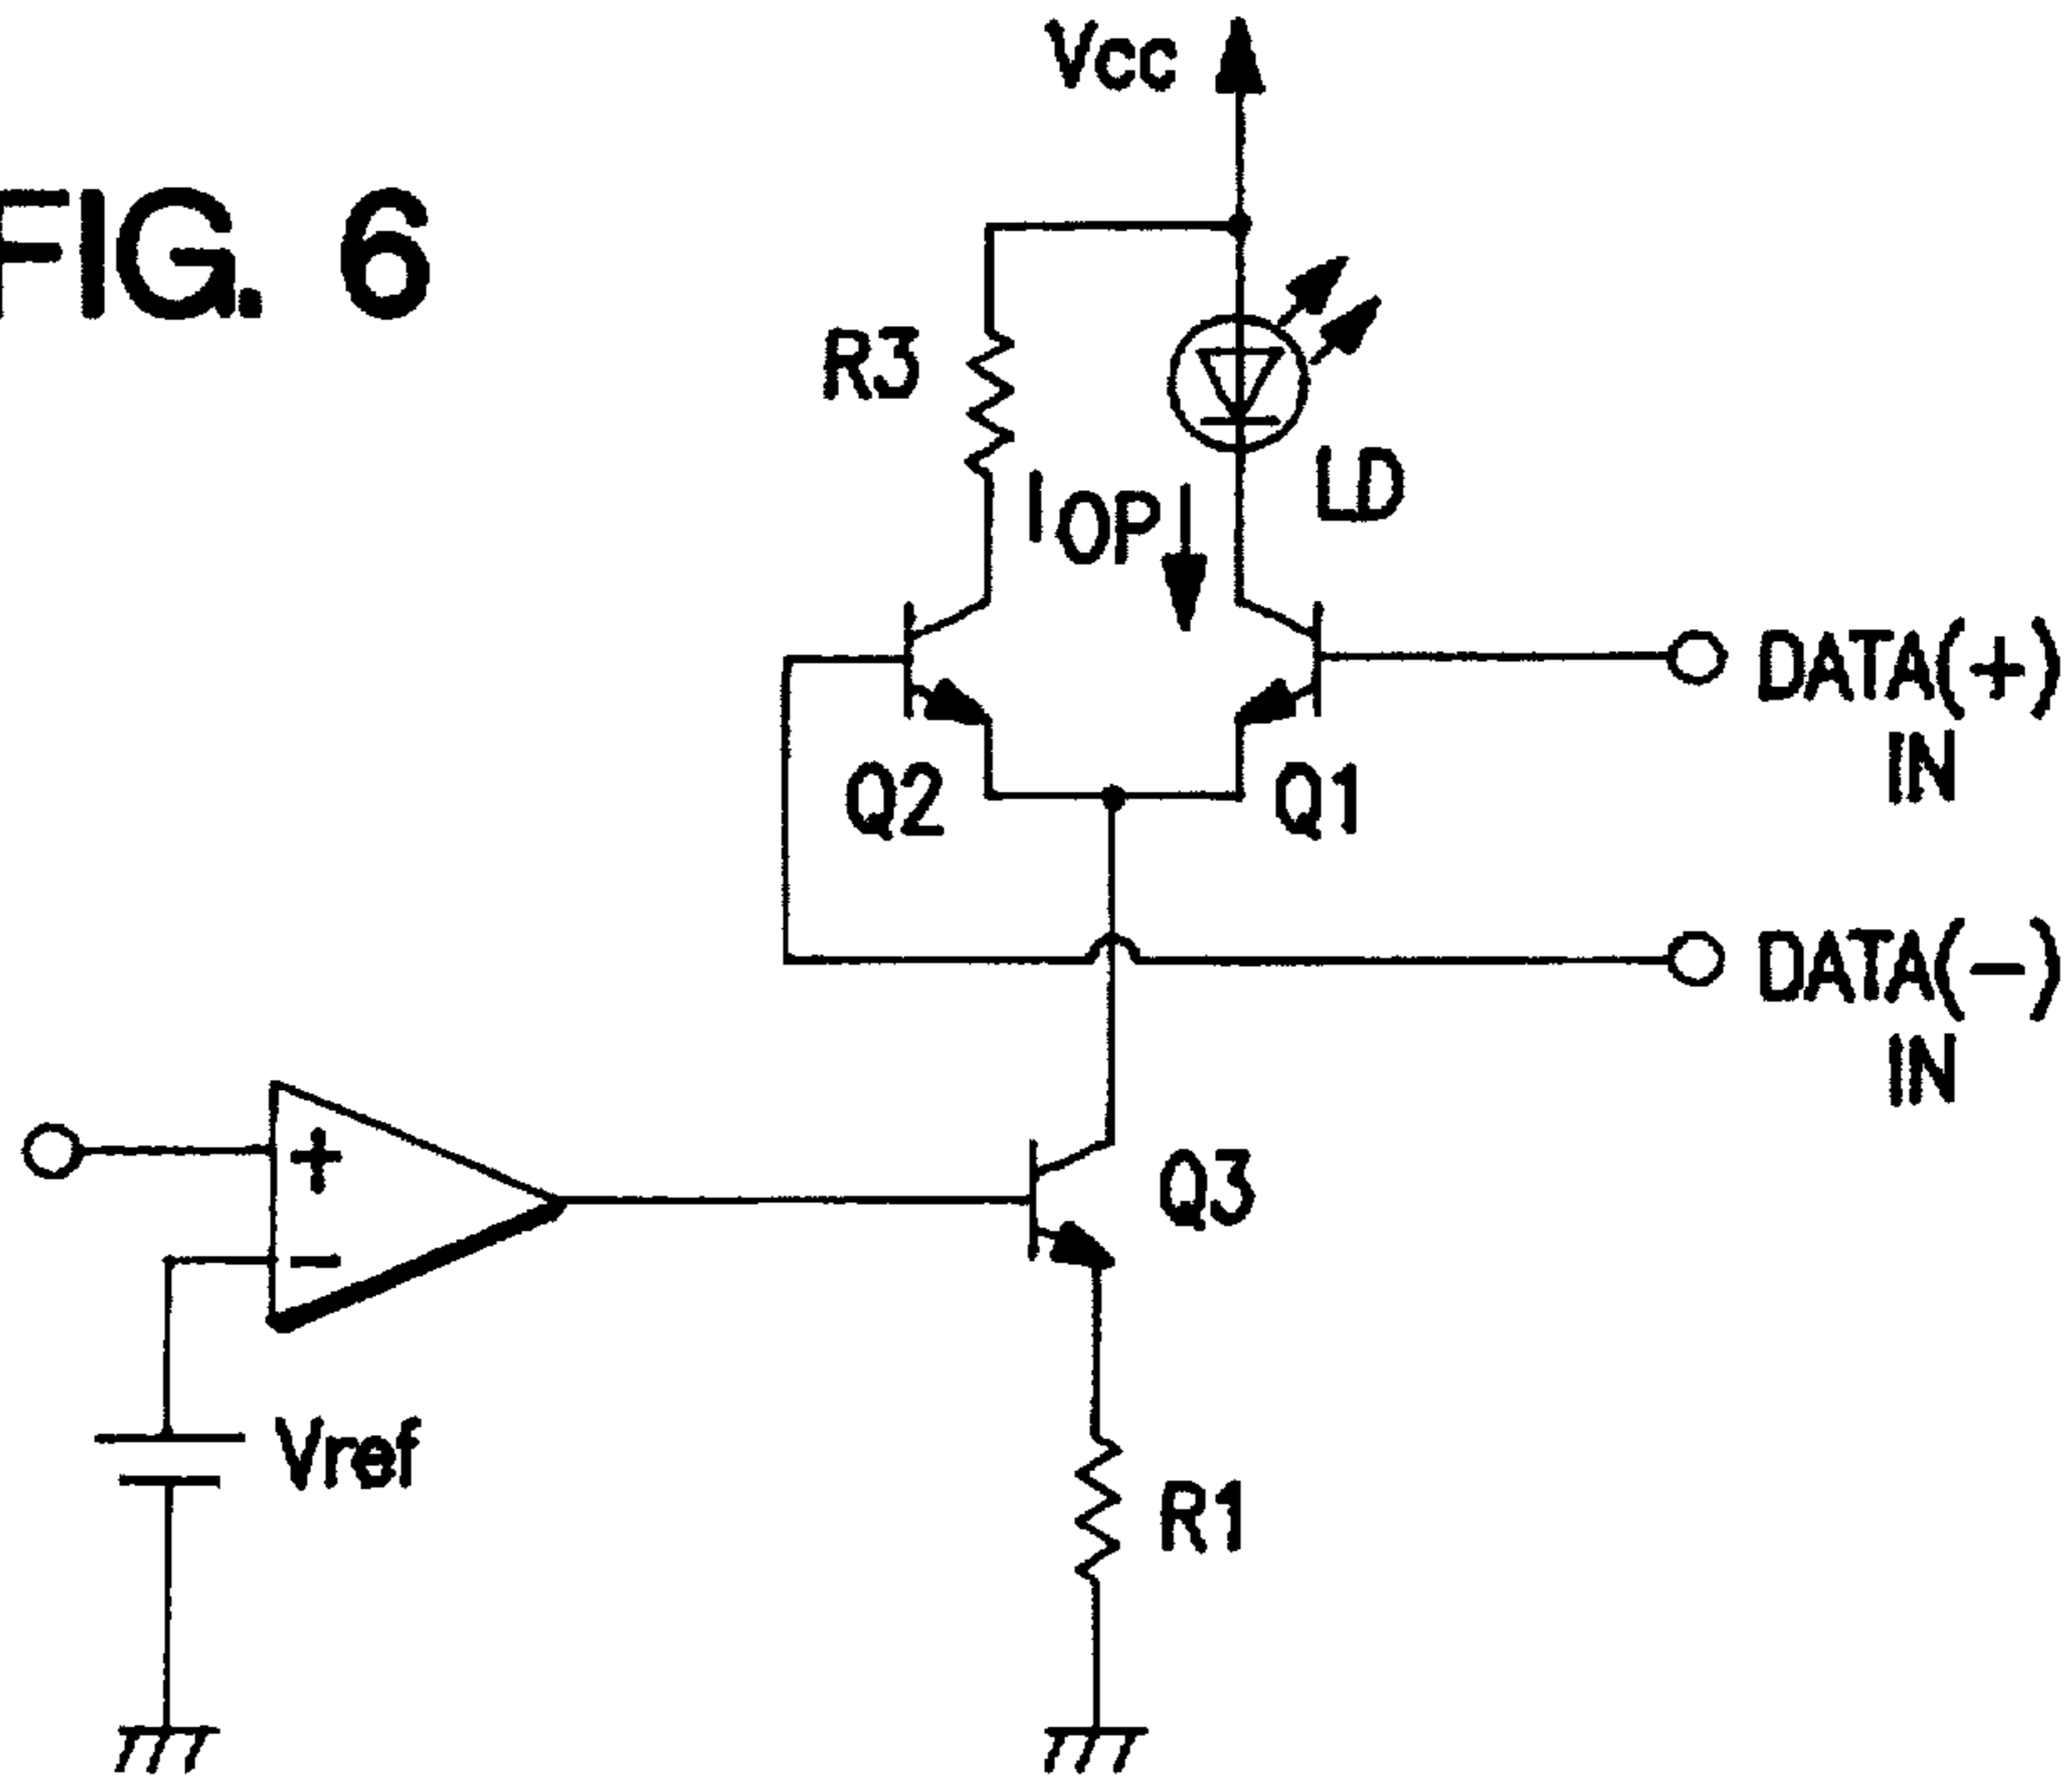 Vcc
FIG. 6
R3
IOP
LD
DATA(+)
IN
Q2
Q1
DATA(-)
IN
+
Q3
-
Vref
R1